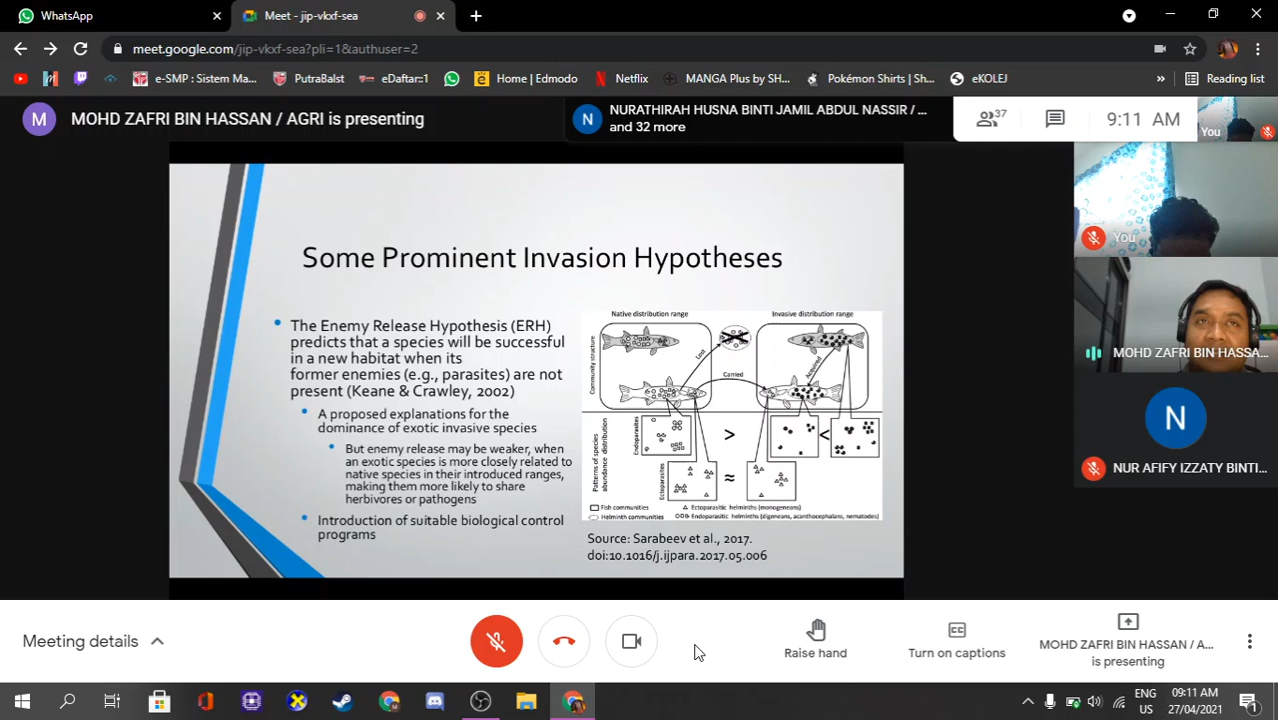 WhatsApp
Meet - jip-vkxf-sea
meet.google.com/jip-vkxf-sea?pli=1&authuser=2
e-SMP : Sistem Ma...
PutraBalst
eDaftar:1
Home | Edmodo
Netflix
MANGA Plus by SH...
Pokémon Shirts | Sh...
eKOLEJ
»
Reading list
M
MOHD ZAFRI BIN HASSAN / AGRI is presenting
N
NURATHIRAH HUSNA BINTI JAMIL ABDUL NASSIR / ...
and 32 more
37
9:11 AM
You
You
MOHD ZAFRI BIN HASSA...
N
NUR AFIFY IZZATY BINTI...
Some Prominent Invasion Hypotheses
• The Enemy Release Hypothesis (ERH)
predicts that a species will be successful
in a new habitat when its
former enemies (e.g., parasites) are not
present (Keane & Crawley, 2002)
• A proposed explanations for the
dominance of exotic invasive species
• But enemy release may be weaker, when
an exotic species is more closely related to
native species in their introduced ranges,
making them more likely to share
herbivores or pathogens
• Introduction of suitable biological control
programs
Native distribution range
Invasive distribution range
Community structure
Lost
Carried
Acquired
Patterns of species
abundance distribution
Endoparasites
>
<
Ectoparasites
≈
Fish communities
Ectoparasitic helminths (monogeneans)
Helminth communities
Endoparasitic helminths (digeneans, acanthocephalans, nematodes)
Source: Sarabeev et al., 2017.
doi:10.1016/j.ijpara.2017.05.006
Meeting details
Raise hand
Turn on captions
MOHD ZAFRI BIN HASSAN / A...
is presenting
ENG
US
09:11 AM
27/04/2021
1